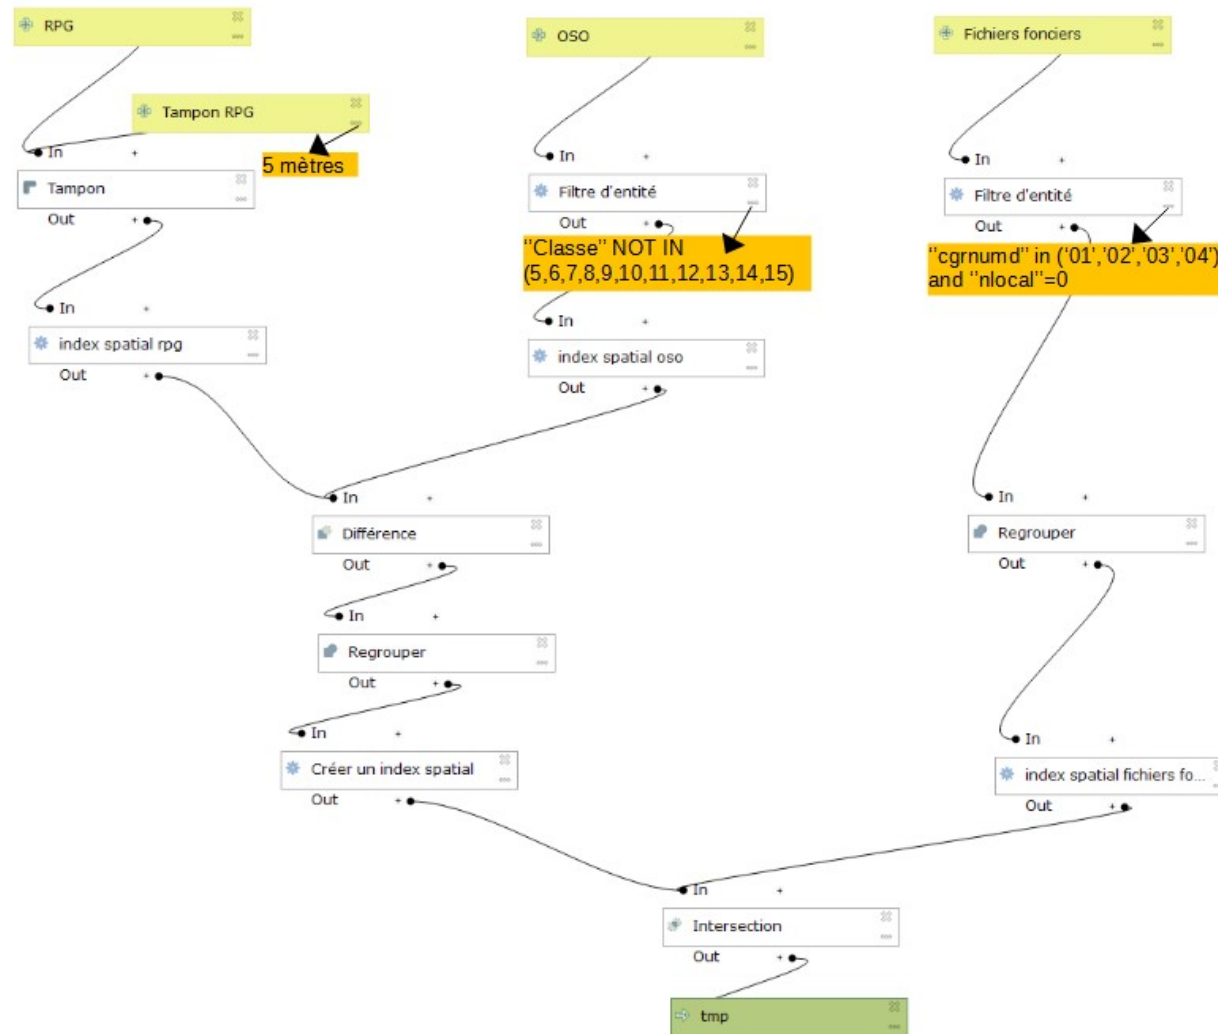 RPG
OSO
Fichiers fonciers
Tampon RPG
In
5 mètres
In
In
Tampon
Filtre d'entité
Filtre d'entité
Out
Out
Out
"Classe" NOT IN
(5,6,7,8,9,10,11,12,13,14,15)
"cgrnumd" in ('01','02','03','04')
and "nlocal"=0
In
In
index spatial rpg
index spatial oso
Out
Out
In
In
Différence
Regrouper
Out
Out
In
Regrouper
Out
In
In
Créer un index spatial
index spatial fichiers fo...
Out
Out
In
Intersection
Out
tmp